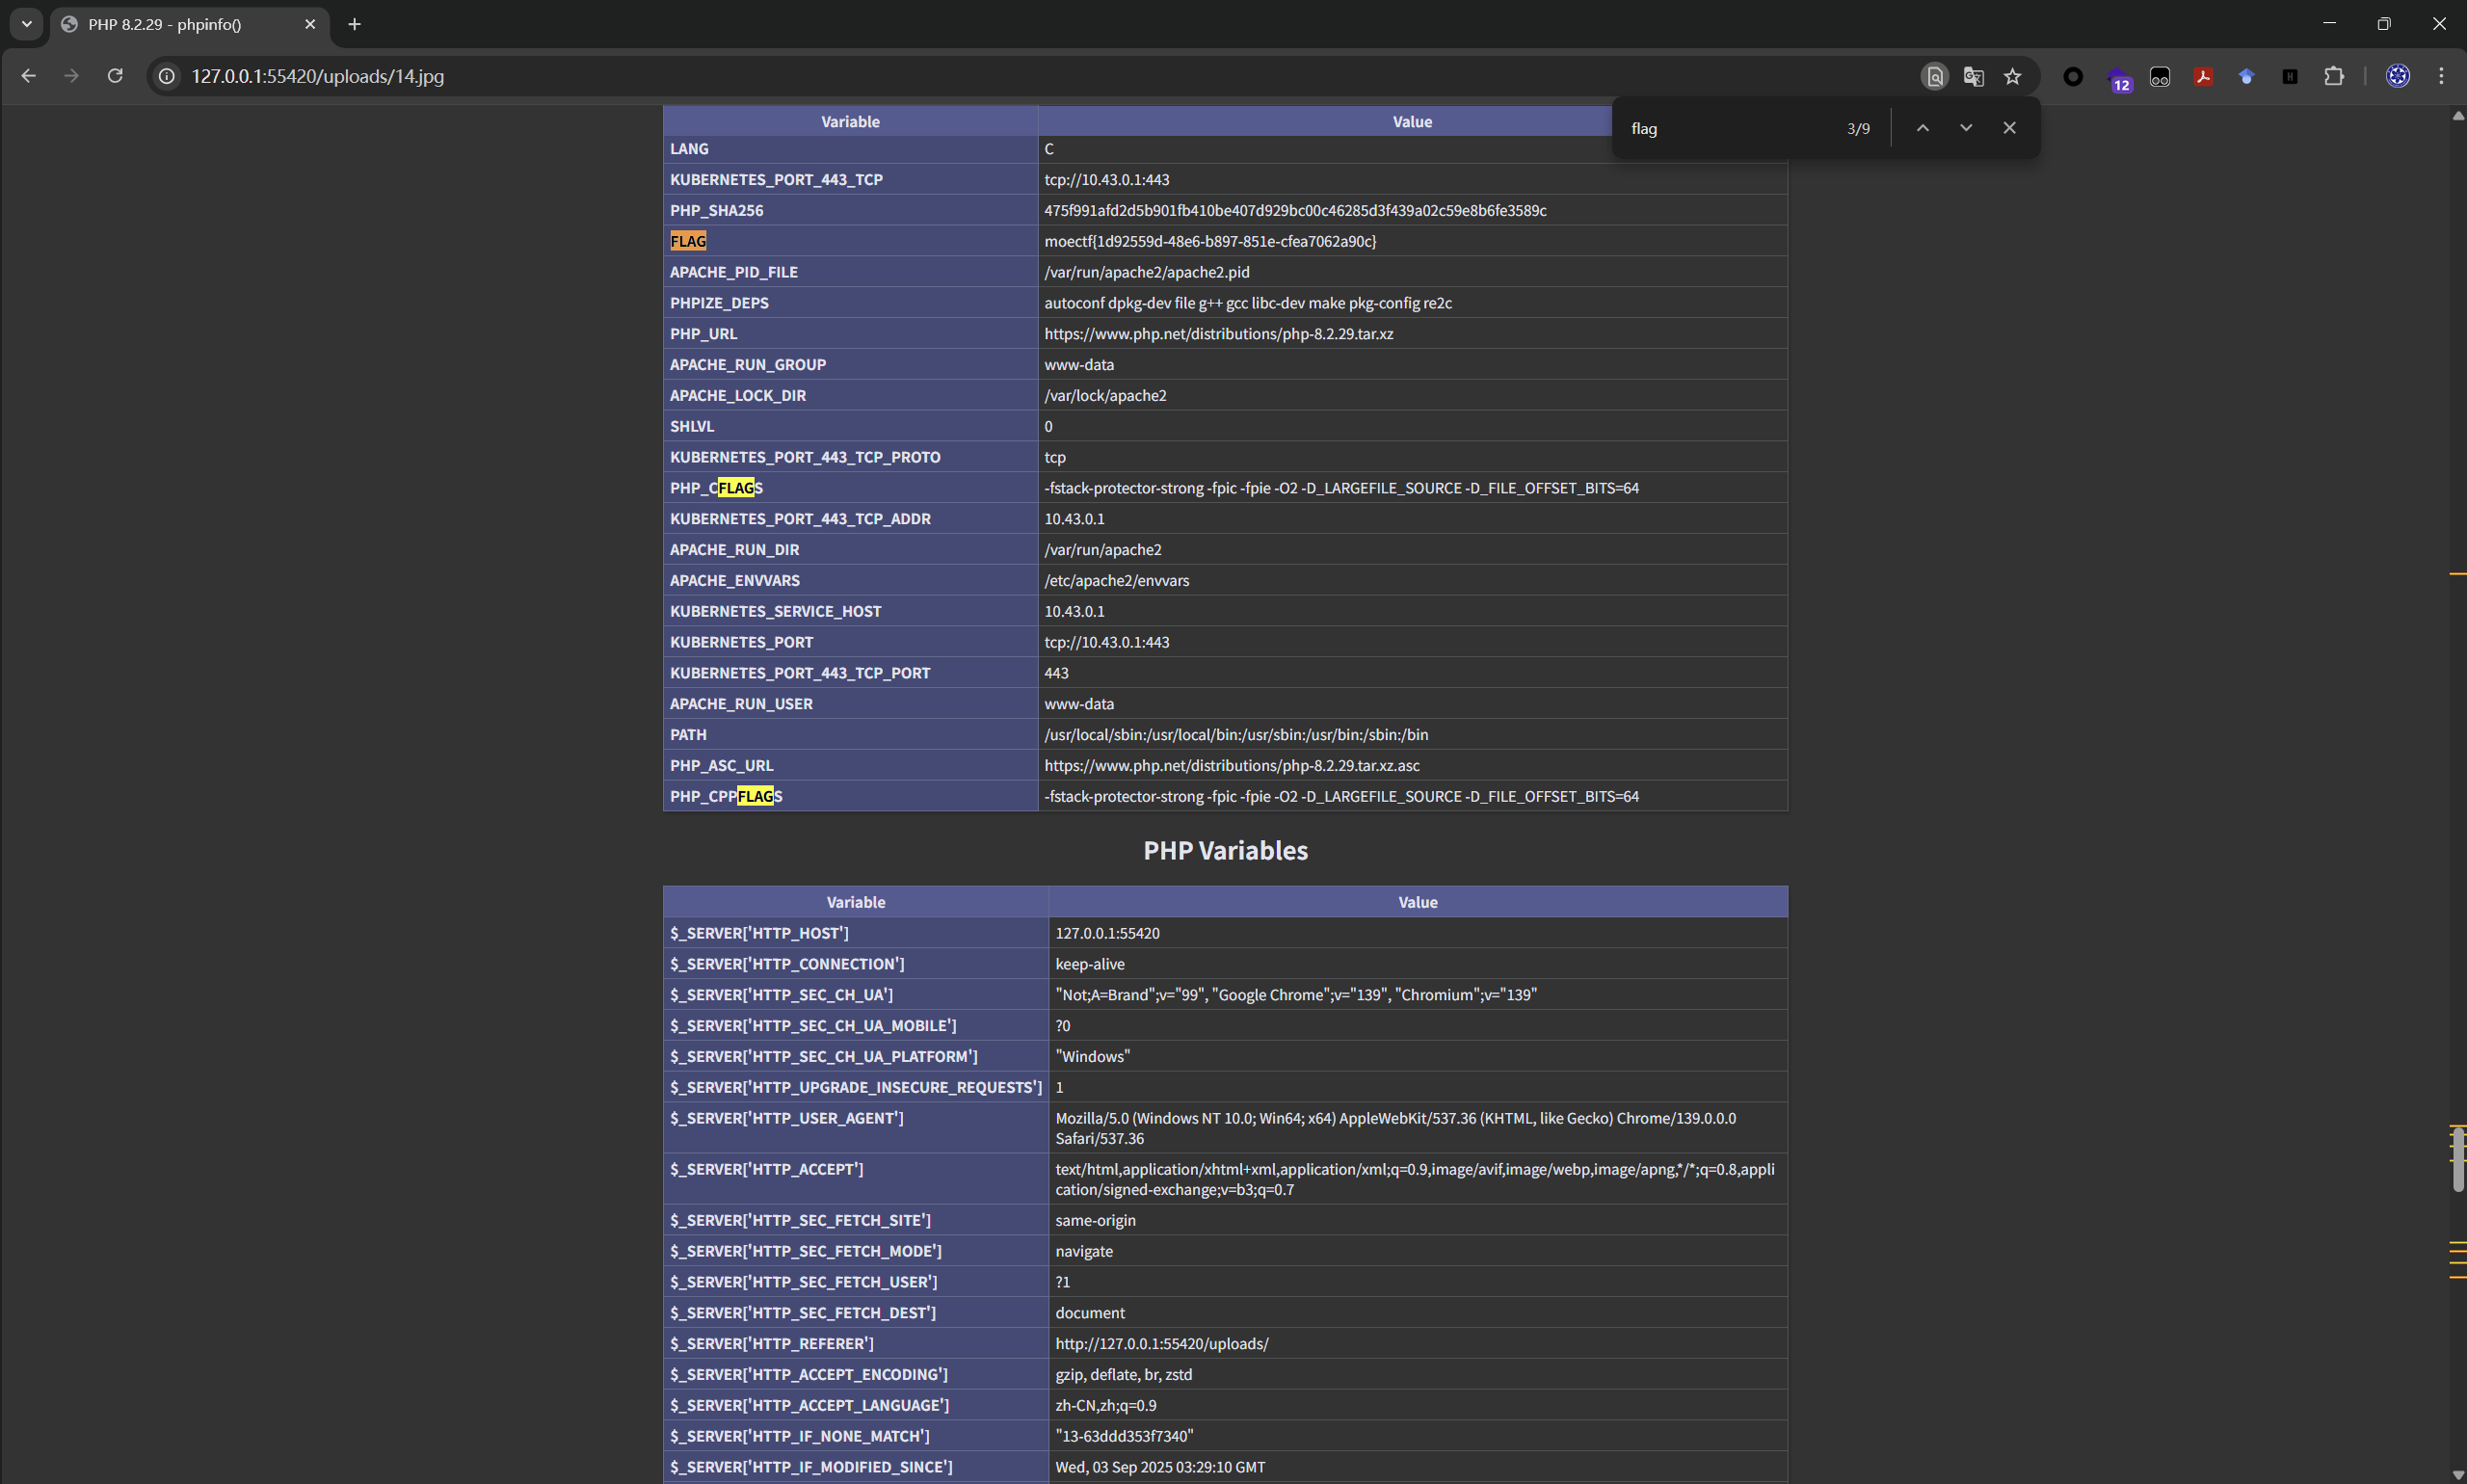 PHP 8.2.29 - phpinfo()
127.0.0.1:55420/uploads/14.jpg
12
flag 3/9
Variable Value
LANG C
KUBERNETES_PORT_443_TCP tcp://10.43.0.1:443
PHP_SHA256 475f991afd2d5b901fb410be407d929bc00c46285d3f439a02c59e8b6fe3589c
FLAG moectf{1d92559d-48e6-b897-851e-cfea7062a90c}
APACHE_PID_FILE /var/run/apache2/apache2.pid
PHPIZE_DEPS autoconf dpkg-dev file g++ gcc libc-dev make pkg-config re2c
PHP_URL https://www.php.net/distributions/php-8.2.29.tar.xz
APACHE_RUN_GROUP www-data
APACHE_LOCK_DIR /var/lock/apache2
SHLVL 0
KUBERNETES_PORT_443_TCP_PROTO tcp
PHP_CFLAGS -fstack-protector-strong -fpic -fpie -O2 -D_LARGEFILE_SOURCE -D_FILE_OFFSET_BITS=64
KUBERNETES_PORT_443_TCP_ADDR 10.43.0.1
APACHE_RUN_DIR /var/run/apache2
APACHE_ENVVARS /etc/apache2/envvars
KUBERNETES_SERVICE_HOST 10.43.0.1
KUBERNETES_PORT tcp://10.43.0.1:443
KUBERNETES_PORT_443_TCP_PORT 443
APACHE_RUN_USER www-data
PATH /usr/local/sbin:/usr/local/bin:/usr/sbin:/usr/bin:/sbin:/bin
PHP_ASC_URL https://www.php.net/distributions/php-8.2.29.tar.xz.asc
PHP_CPPFLAGS -fstack-protector-strong -fpic -fpie -O2 -D_LARGEFILE_SOURCE -D_FILE_OFFSET_BITS=64
PHP Variables
Variable Value
$_SERVER['HTTP_HOST'] 127.0.0.1:55420
$_SERVER['HTTP_CONNECTION'] keep-alive
$_SERVER['HTTP_SEC_CH_UA'] "Not;A=Brand";v="99", "Google Chrome";v="139", "Chromium";v="139"
$_SERVER['HTTP_SEC_CH_UA_MOBILE'] ?0
$_SERVER['HTTP_SEC_CH_UA_PLATFORM'] "Windows"
$_SERVER['HTTP_UPGRADE_INSECURE_REQUESTS'] 1
$_SERVER['HTTP_USER_AGENT'] Mozilla/5.0 (Windows NT 10.0; Win64; x64) AppleWebKit/537.36 (KHTML, like Gecko) Chrome/139.0.0.0
Safari/537.36
$_SERVER['HTTP_ACCEPT'] text/html,application/xhtml+xml,application/xml;q=0.9,image/avif,image/webp,image/apng,*/*;q=0.8,appli
cation/signed-exchange;v=b3;q=0.7
$_SERVER['HTTP_SEC_FETCH_SITE'] same-origin
$_SERVER['HTTP_SEC_FETCH_MODE'] navigate
$_SERVER['HTTP_SEC_FETCH_USER'] ?1
$_SERVER['HTTP_SEC_FETCH_DEST'] document
$_SERVER['HTTP_REFERER'] http://127.0.0.1:55420/uploads/
$_SERVER['HTTP_ACCEPT_ENCODING'] gzip, deflate, br, zstd
$_SERVER['HTTP_ACCEPT_LANGUAGE'] zh-CN,zh;q=0.9
$_SERVER['HTTP_IF_NONE_MATCH'] "13-63ddd353f7340"
$_SERVER['HTTP_IF_MODIFIED_SINCE'] Wed, 03 Sep 2025 03:29:10 GMT